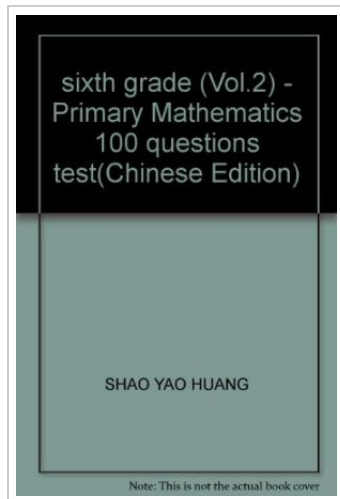 sixth grade (Vol.2) -
Primary Mathematics
100 questions
test(Chinese Edition)
SHAO YAO HUANG
Note: This is not the actual book cover